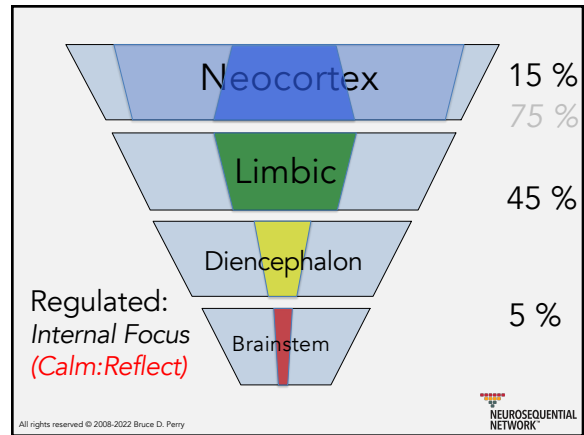 Neocortex
15 %
75 %
Limbic
45 %
Diencephalon
Regulated:
Internal Focus
(Calm:Reflect)
Brainstem
5 %
All rights reserved © 2008-2022 Bruce D. Perry
NEUROSEQUENTIAL
NETWORK™